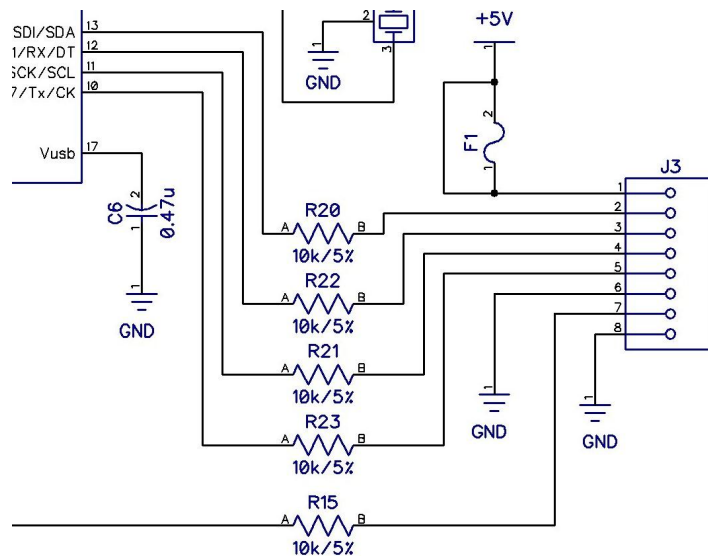 SDI/SDA 13
1/RX/DT 12
SCK/SCL 11
7/Tx/CK 10
Vusb 17
2
C6
0.47u
1
1
GND
2
3
1
GND
+5V
1
2
F1
1
J3
1
2
3
4
5
6
7
8
A R20 B
10k/5%
A R22 B
10k/5%
A R21 B
10k/5%
A R23 B
10k/5%
A R15 B
10k/5%
1
GND
1
GND